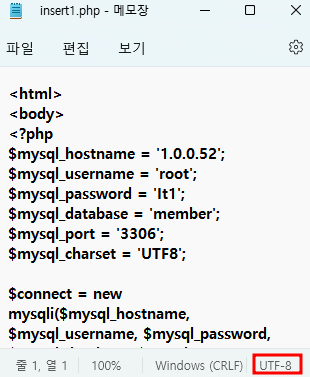 insert1.php - 메모장
파일 편집 보기
<html>
<body>
<?php
$mysql_hostname = '1.0.0.52';
$mysql_username = 'root';
$mysql_password = 'It1';
$mysql_database = 'member';
$mysql_port = '3306';
$mysql_charset = 'UTF8';
$connect = new
mysqli($mysql_hostname,
$mysql_username, $mysql_password,
줄 1, 열 1 100% Windows (CRLF) UTF-8